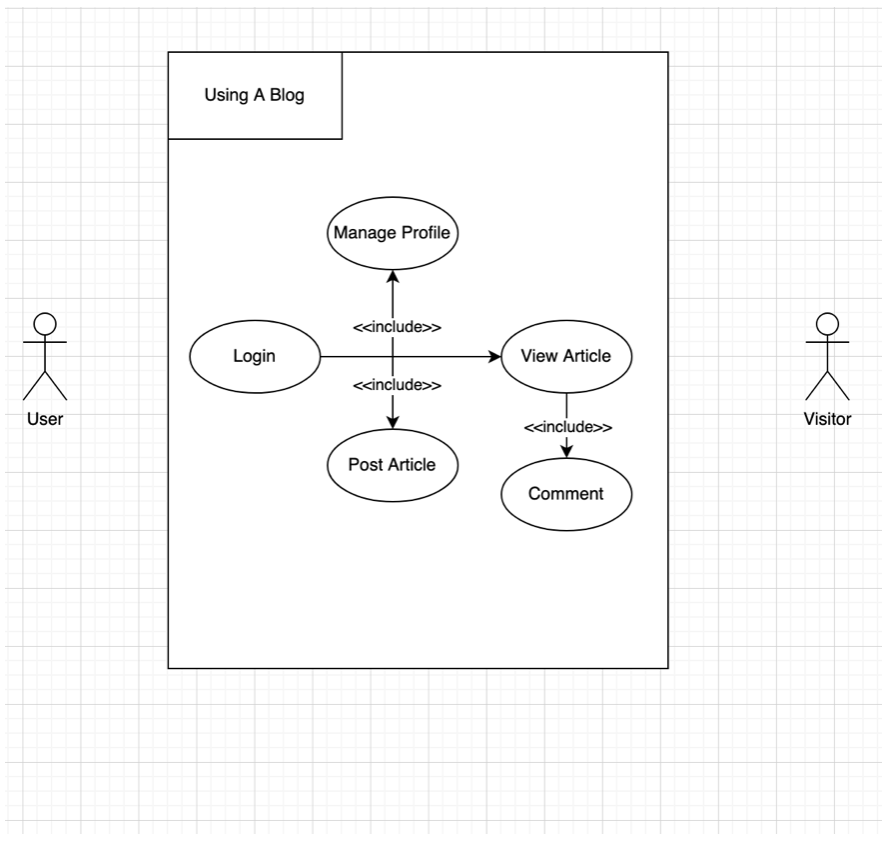 Using A Blog
Manage Profile
<<include>>
Login
View Article
<<include>>
User
Visitor
<<include>>
Post Article
Comment